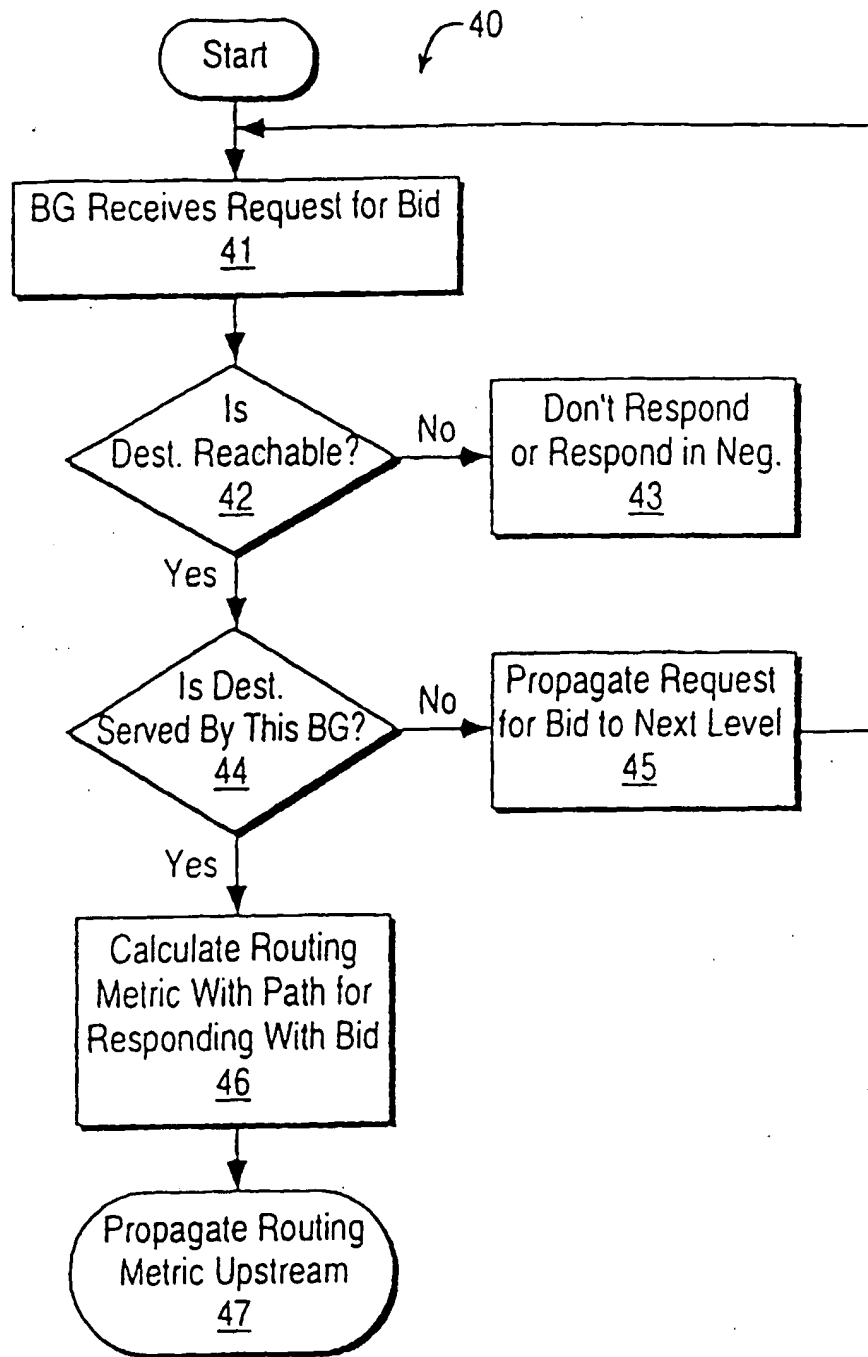 40
Start
BG Receives Request for Bid
41
Is
Dest. Reachable?
42
No
Don't Respond
or Respond in Neg.
43
Yes
Is Dest.
Served By This BG?
44
No
Propagate Request
for Bid to Next Level
45
Yes
Calculate Routing
Metric With Path for
Responding With Bid
46
Propagate Routing
Metric Upstream
47